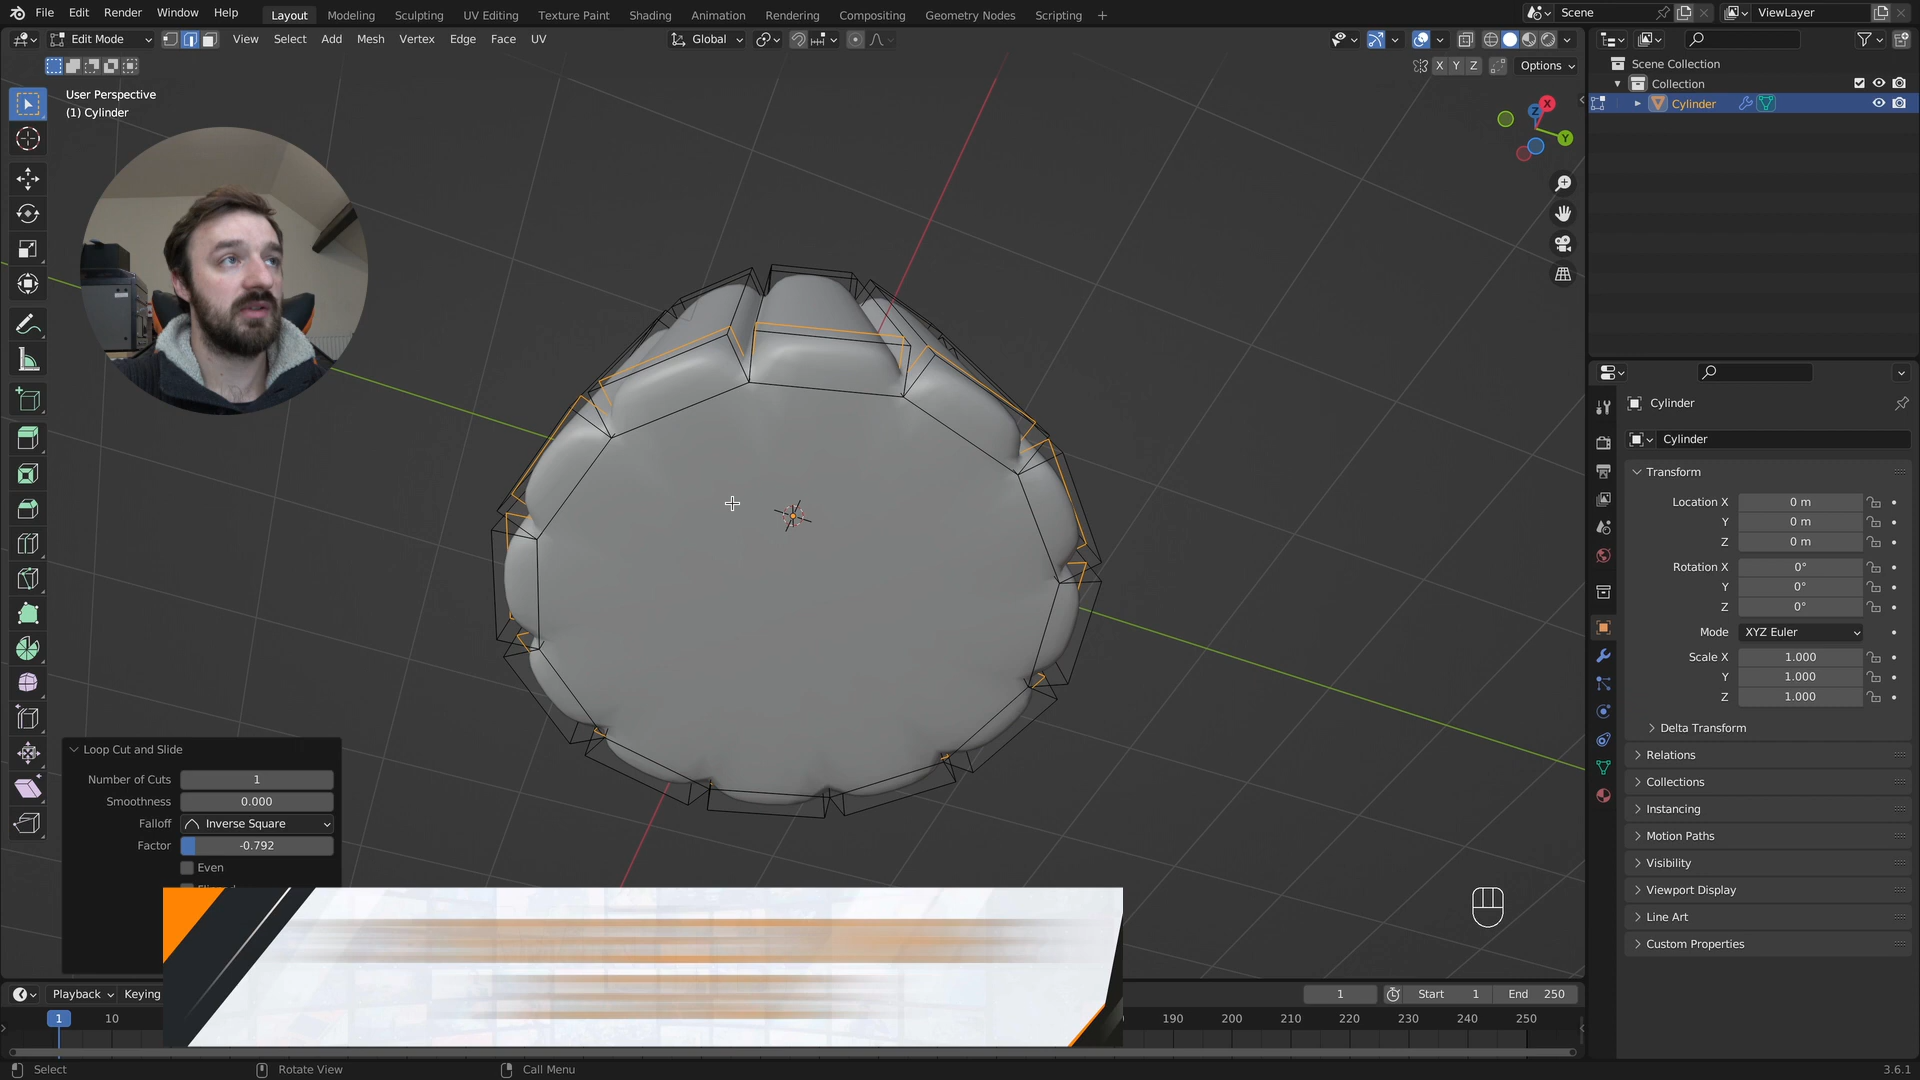 File Edit Render Window Help
Layout Modeling Sculpting UV Editing Texture Paint Shading Animation Rendering Compositing Geometry Nodes Scripting +
Scene ViewLayer
Edit Mode View Select Add Mesh Vertex Edge Face UV
Global
X Y Z Options
User Perspective
(1) Cylinder
Scene Collection
Collection
Cylinder
X
Z
Y
Cylinder
Cylinder
Transform
Location X 0 m
Y 0 m
Z 0 m
Rotation X 0°
Y 0°
Z 0°
Mode XYZ Euler
Scale X 1.000
Y 1.000
Z 1.000
Delta Transform
Relations
Collections
Instancing
Motion Paths
Visibility
Viewport Display
Line Art
Custom Properties
Loop Cut and Slide
Number of Cuts 1
Smoothness 0.000
Falloff Inverse Square
Factor -0.792
Even
Playback Keying
1 Start 1 End 250
1 10 190 200 210 220 230 240 250
Select Rotate View Call Menu 3.6.1